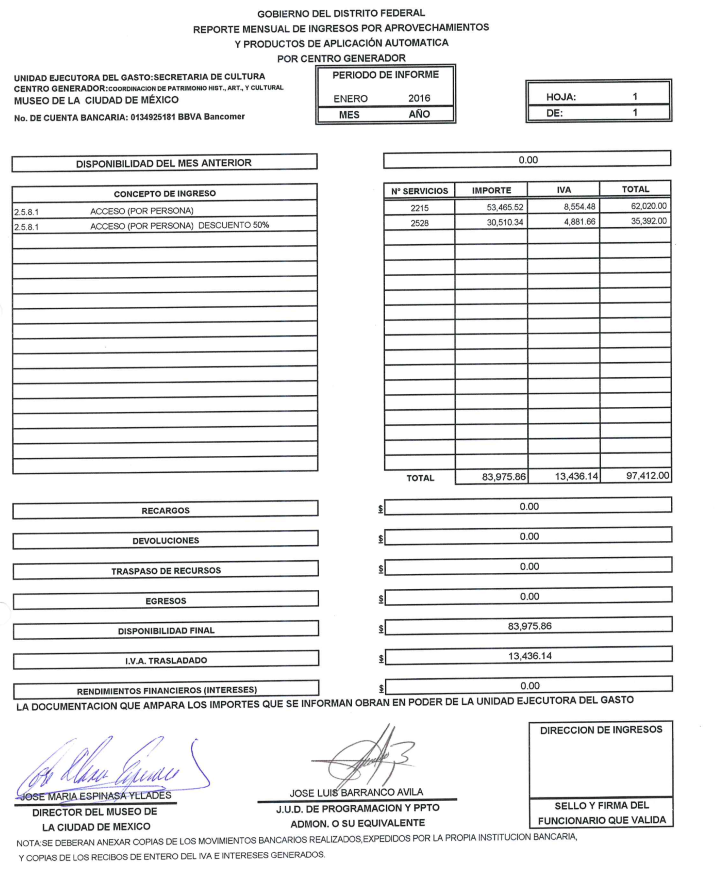 GOBIERNO DEL DISTRITO FEDERAL
REPORTE MENSUAL DE INGRESOS POR APROVECHAMIENTOS
Y PRODUCTOS DE APLICACIÓN AUTOMATICA
POR CENTRO GENERADOR
UNIDAD EJECUTORA DEL GASTO:SECRETARIA DE CULTURA
CENTRO GENERADOR:COORDINACION DE PATRIMONIO HIST., ART., Y CULTURAL
MUSEO DE LA CIUDAD DE MÉXICO
No. DE CUENTA BANCARIA: 0134925181 BBVA Bancomer
PERIODO DE INFORME
ENERO 2016
MES AÑO
HOJA: 1
DE: 1
DISPONIBILIDAD DEL MES ANTERIOR 0.00
CONCEPTO DE INGRESO N° SERVICIOS IMPORTE IVA TOTAL
2.5.8.1 ACCESO (POR PERSONA) 2215 53,465.52 8,554.48 62,020.00
2.5.8.1 ACCESO (POR PERSONA) DESCUENTO 50% 2528 30,510.34 4,881.66 35,392.00
TOTAL 83,975.86 13,436.14 97,412.00
RECARGOS $ 0.00
DEVOLUCIONES $ 0.00
TRASPASO DE RECURSOS $ 0.00
EGRESOS $ 0.00
DISPONIBILIDAD FINAL $ 83,975.86
I.V.A. TRASLADADO $ 13,436.14
RENDIMIENTOS FINANCIEROS (INTERESES) $ 0.00
LA DOCUMENTACION QUE AMPARA LOS IMPORTES QUE SE INFORMAN OBRAN EN PODER DE LA UNIDAD EJECUTORA DEL GASTO
JOSE MARIA ESPINASA YLLADES
DIRECTOR DEL MUSEO DE
LA CIUDAD DE MEXICO
JOSE LUIS BARRANCO AVILA
J.U.D. DE PROGRAMACION Y PPTO
ADMON. O SU EQUIVALENTE
DIRECCION DE INGRESOS
SELLO Y FIRMA DEL
FUNCIONARIO QUE VALIDA
NOTA:SE DEBERAN ANEXAR COPIAS DE LOS MOVIMIENTOS BANCARIOS REALIZADOS,EXPEDIDOS POR LA PROPIA INSTITUCION BANCARIA,
Y COPIAS DE LOS RECIBOS DE ENTERO DEL IVA E INTERESES GENERADOS.